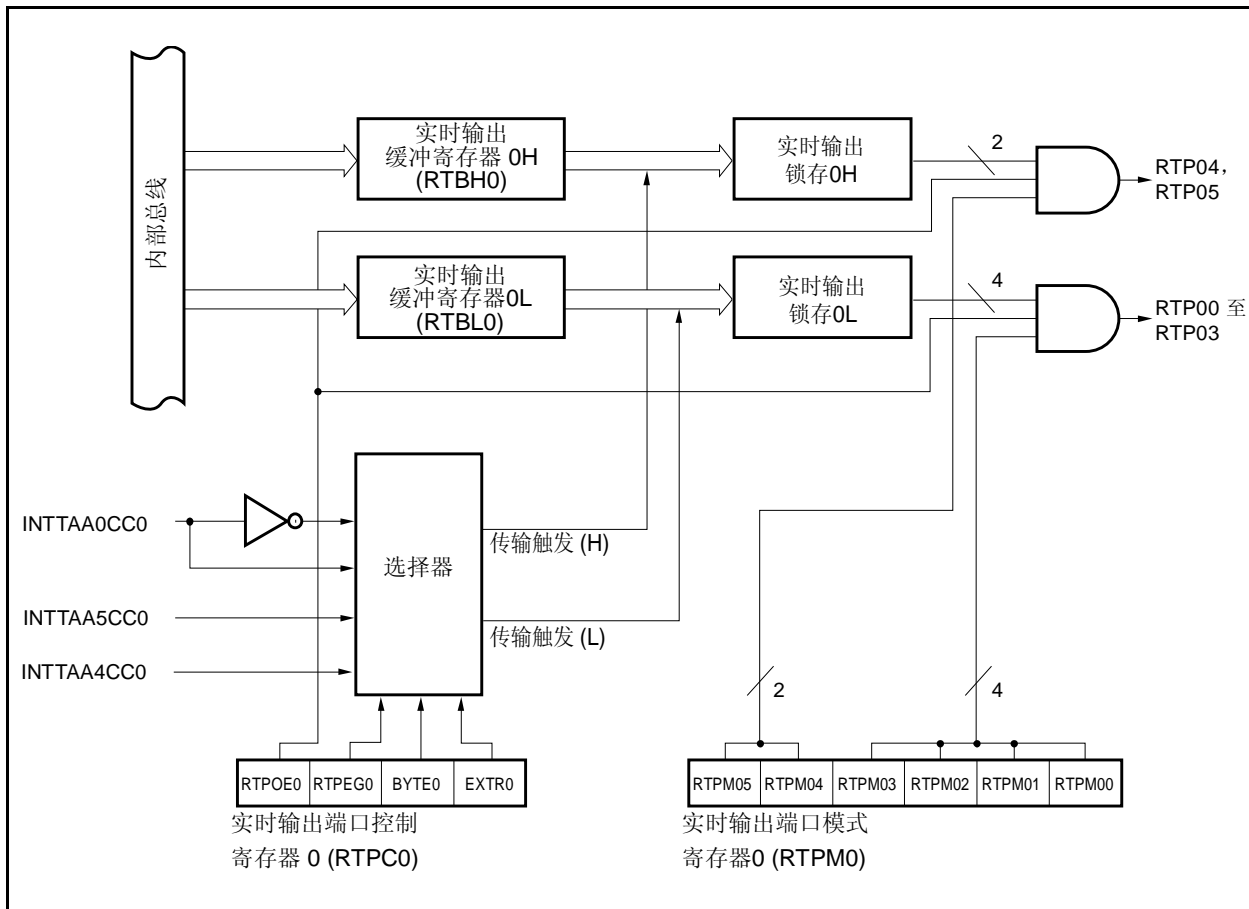 内部总线
实时输出
缓冲寄存器 0H
(RTBH0)
实时输出
锁存0H
2
RTP04，
RTP05
实时输出
缓冲寄存器0L
(RTBL0)
实时输出
锁存0L
4
RTP00 至
RTP03
INTTAA0CC0
INTTAA5CC0
INTTAA4CC0
选择器
传输触发 (H)
传输触发 (L)
2
4
RTPOE0
RTPEG0
BYTE0
EXTR0
实时输出端口控制
寄存器 0 (RTPC0)
RTPM05
RTPM04
RTPM03
RTPM02
RTPM01
RTPM00
实时输出端口模式
寄存器0 (RTPM0)